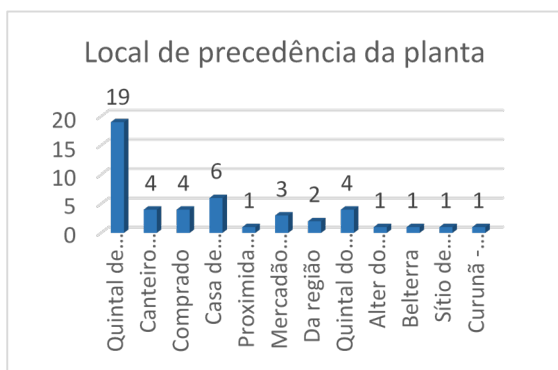 Local de precedência da planta
19
4
4
6
1
3
2
4
1
1
1
1
20
15
10
5
0
Quintal de...
Canteiro...
Comprado
Casa de...
Proximida...
Mercadão...
Da região
Quintal do...
Alter do...
Belterra
Sítio de...
Curunã -...